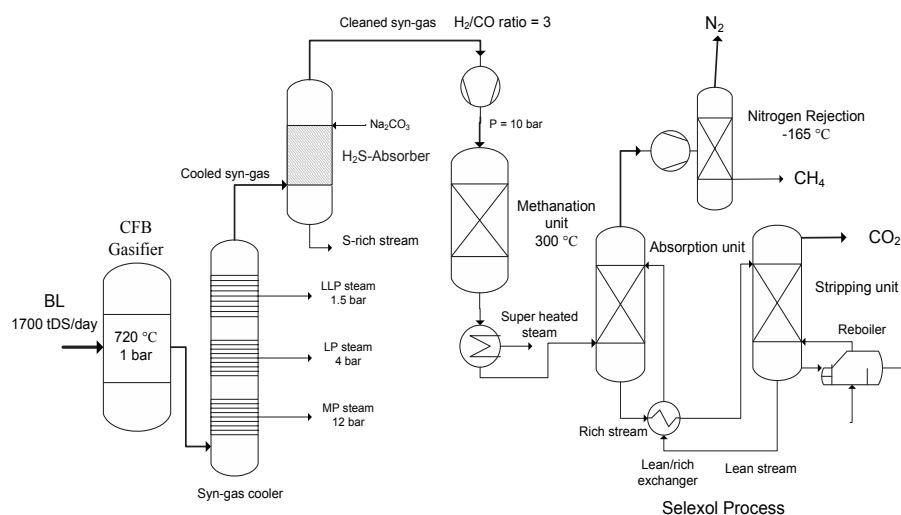 Cleaned syn-gas
H₂/CO ratio = 3
N₂
Na₂CO₃
H₂S-Absorber
P = 10 bar
Nitrogen Rejection
-165 °C
CH₄
Cooled syn-gas
CFB
Gasifier
S-rich stream
Methanation
unit
300 °C
Absorption unit
CO₂
Stripping unit
BL
1700 tDS/day
LLP steam
1.5 bar
Super heated
steam
Reboiler
720 °C
1 bar
LP steam
4 bar
MP steam
12 bar
Rich stream
Lean/rich
exchanger
Lean stream
Syn-gas cooler
Selexol Process